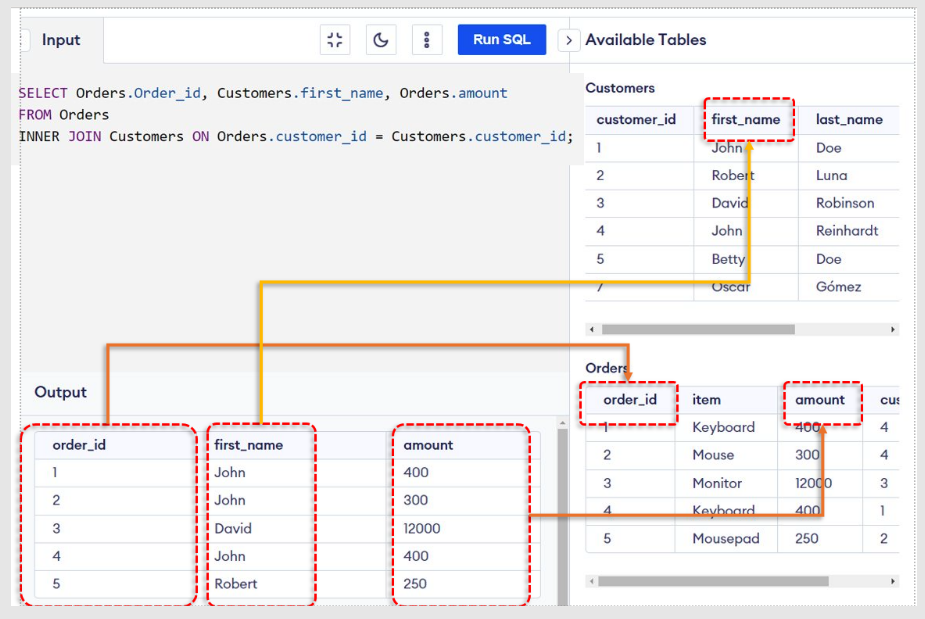 Input
Run SQL
SELECT Orders.Order_id, Customers.first_name, Orders.amount
FROM Orders
INNER JOIN Customers ON Orders.customer_id = Customers.customer_id;
Output
order_id first_name amount
1 John 400
2 John 300
3 David 12000
4 John 400
5 Robert 250
Available Tables
Customers
customer_id first_name last_name
1 John Doe
2 Robert Luna
3 David Robinson
4 John Reinhardt
5 Betty Doe
7 Oscar Gómez
Orders
order_id item amount cus
1 Keyboard 400 4
2 Mouse 300 4
3 Monitor 12000 3
4 Keyboard 400 1
5 Mousepad 250 2